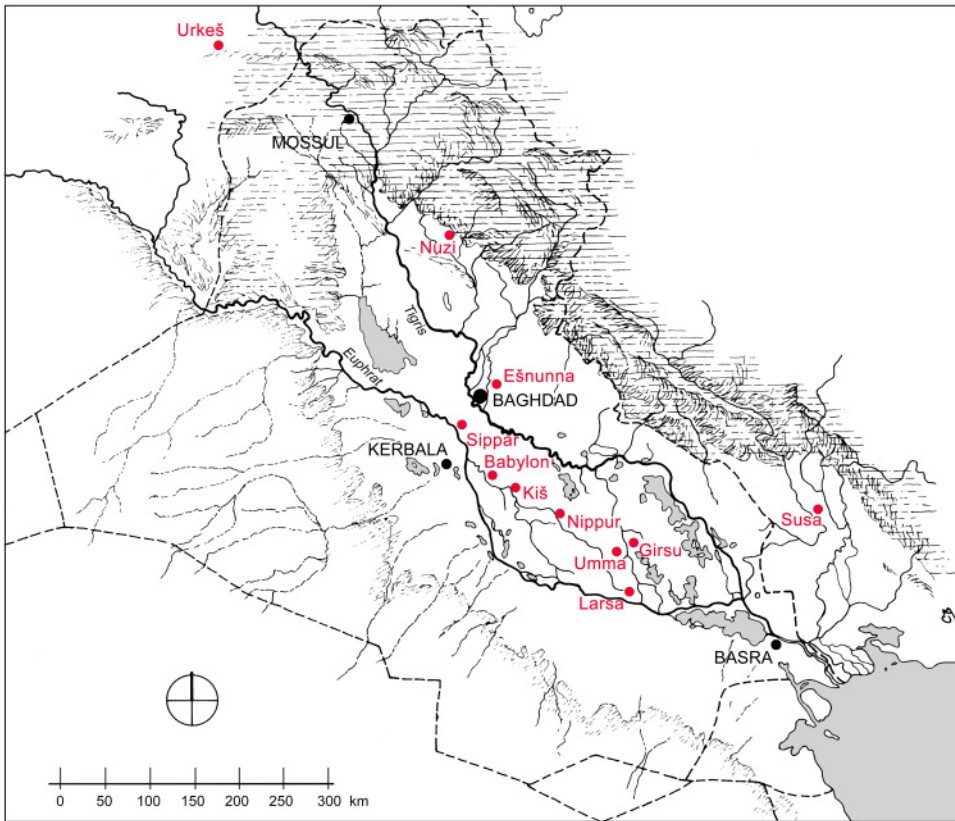 Urkeš
MOSSUL
Nuzi
Tigris
Euphrat
Ešnunna
BAGHDAD
Sippar
KERBALA
Babylon
Kiš
Nippur
Susa
Girsu
Umma
Larsa
BASRA
0 50 100 150 200 250 300 km